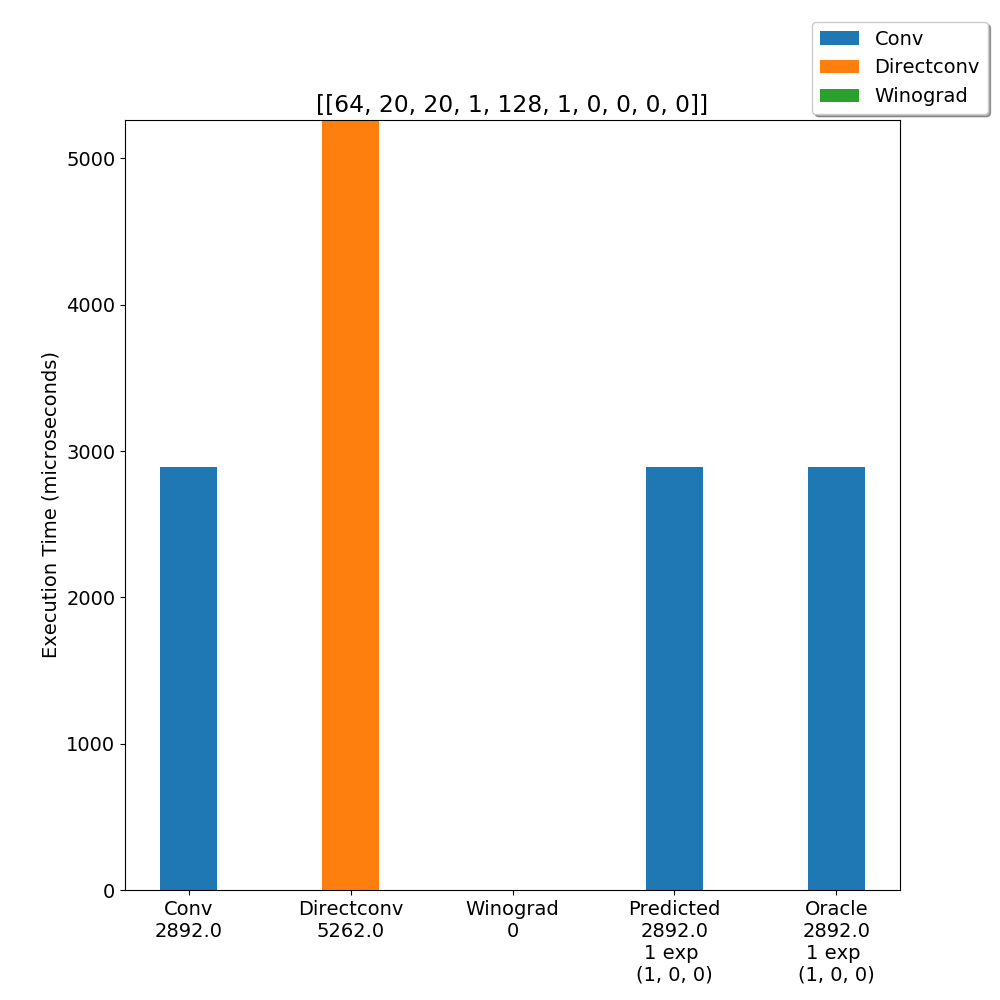 Conv
Directconv
Winograd
[[64, 20, 20, 1, 128, 1, 0, 0, 0, 0]]
Execution Time (microseconds)
5000
4000
3000
2000
1000
0
Conv
2892.0
Directconv
5262.0
Winograd
0
Predicted
2892.0
1 exp
(1, 0, 0)
Oracle
2892.0
1 exp
(1, 0, 0)